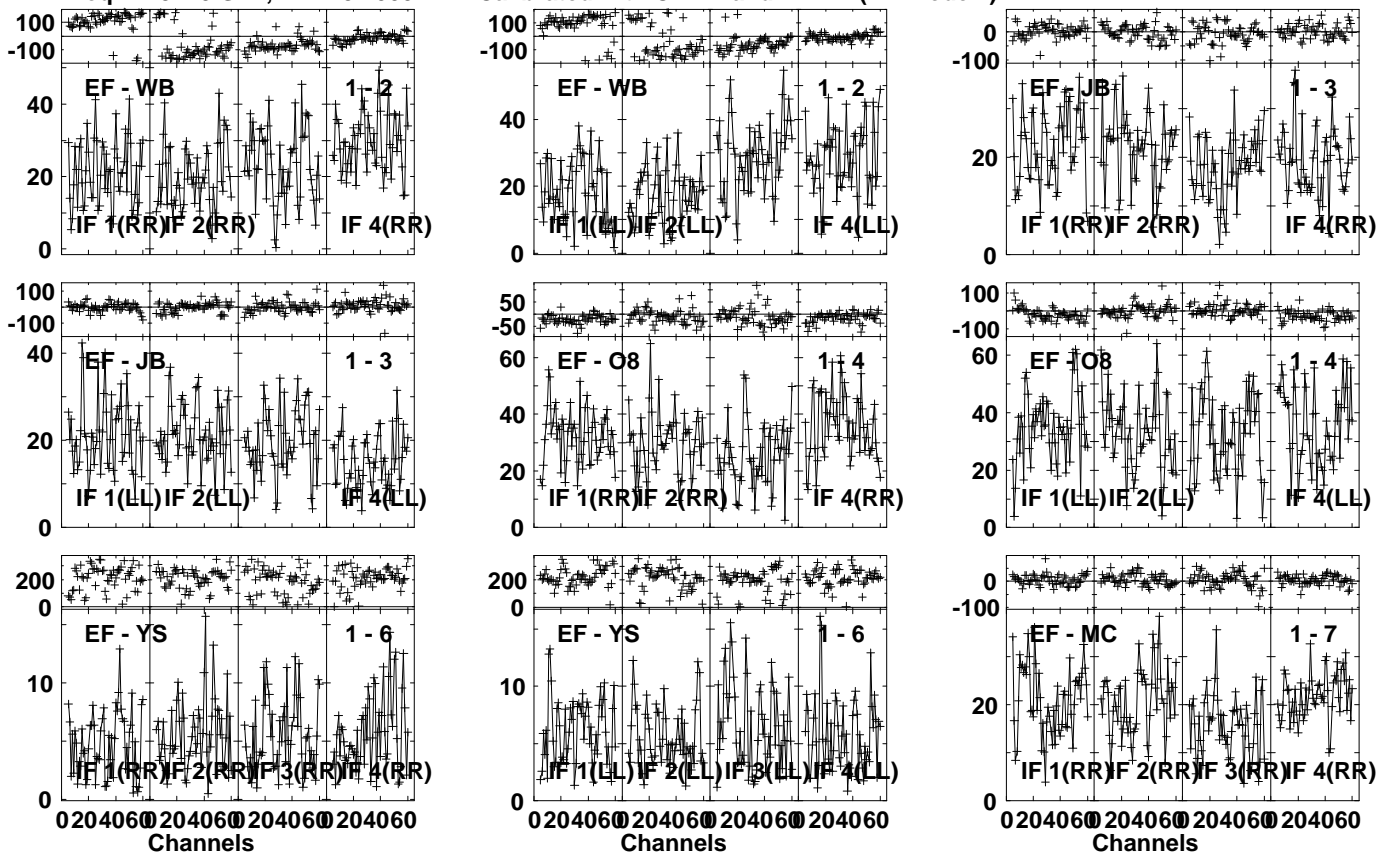 100
-100
EF - WB 1 - 2
40
20
IF 1(RR) IF 2(RR) IF 4(RR)
0
100
-100
EF - WB 1 - 2
40
20
IF 1(LL) IF 2(LL) IF 4(LL)
0
0
-100
EF - JB 1 - 3
20
IF 1(RR) IF 2(RR) IF 4(RR)
0
100
-100
EF - JB 1 - 3
40
20
IF 1(LL) IF 2(LL) IF 4(LL)
0
50
-50
EF - O8 1 - 4
60
40
20
IF 1(RR) IF 2(RR) IF 4(RR)
0
100
-100
EF - O8 1 - 4
60
40
20
IF 1(LL) IF 2(LL) IF 4(LL)
0
200
0
EF - YS 1 - 6
10
IF 1(RR) IF 2(RR) IF 3(RR) IF 4(RR)
0
0 20 40 60 0 20 40 60 0 20 40 60 0 20 40 60
Channels
200
0
EF - YS 1 - 6
10
IF 1(LL) IF 2(LL) IF 3(LL) IF 4(LL)
0
0 20 40 60 0 20 40 60 0 20 40 60 0 20 40 60
Channels
0
-100
EF - MC 1 - 7
20
IF 1(RR) IF 2(RR) IF 3(RR) IF 4(RR)
0
0 20 40 60 0 20 40 60 0 20 40 60 0 20 40 60
Channels